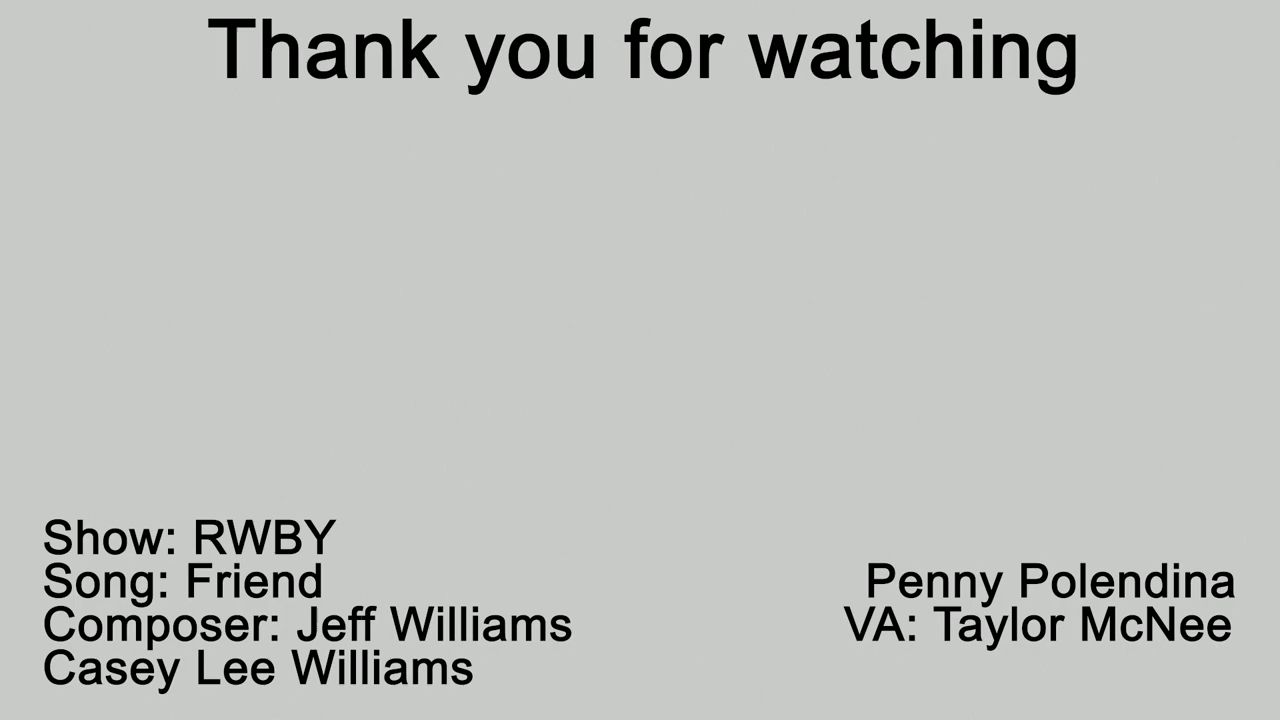 Thank you for watching
Show: RWBY
Song: Friend
Composer: Jeff Williams
Casey Lee Williams
Penny Polendina
VA: Taylor McNee